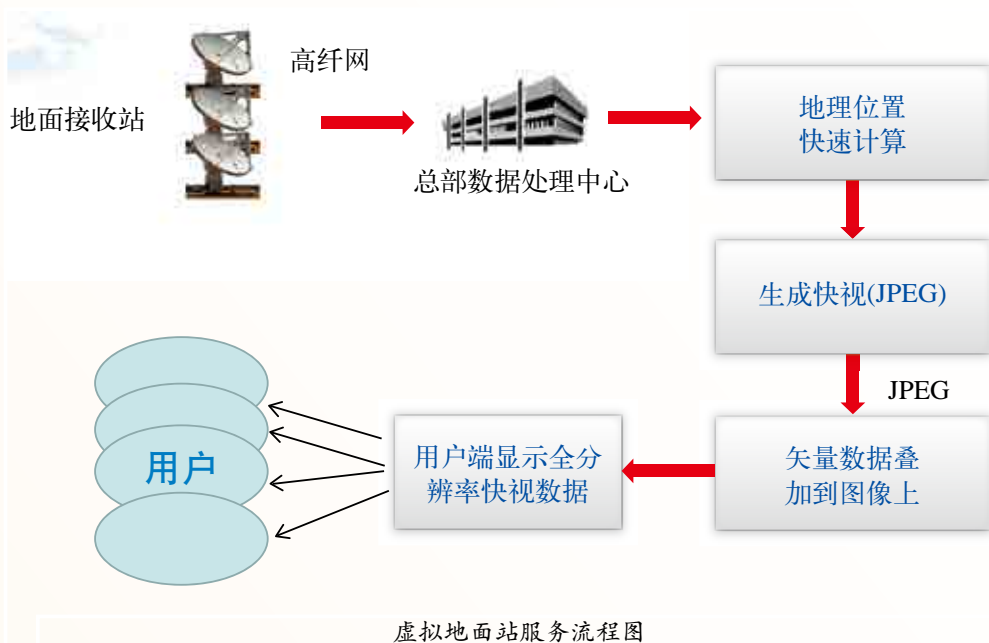 地面接收站
高纤网
总部数据处理中心
地理位置
快速计算
生成快视(JPEG)
JPEG
矢量数据叠
加到图像上
用户端显示全分
辨率快视数据
用户
虚拟地面站服务流程图